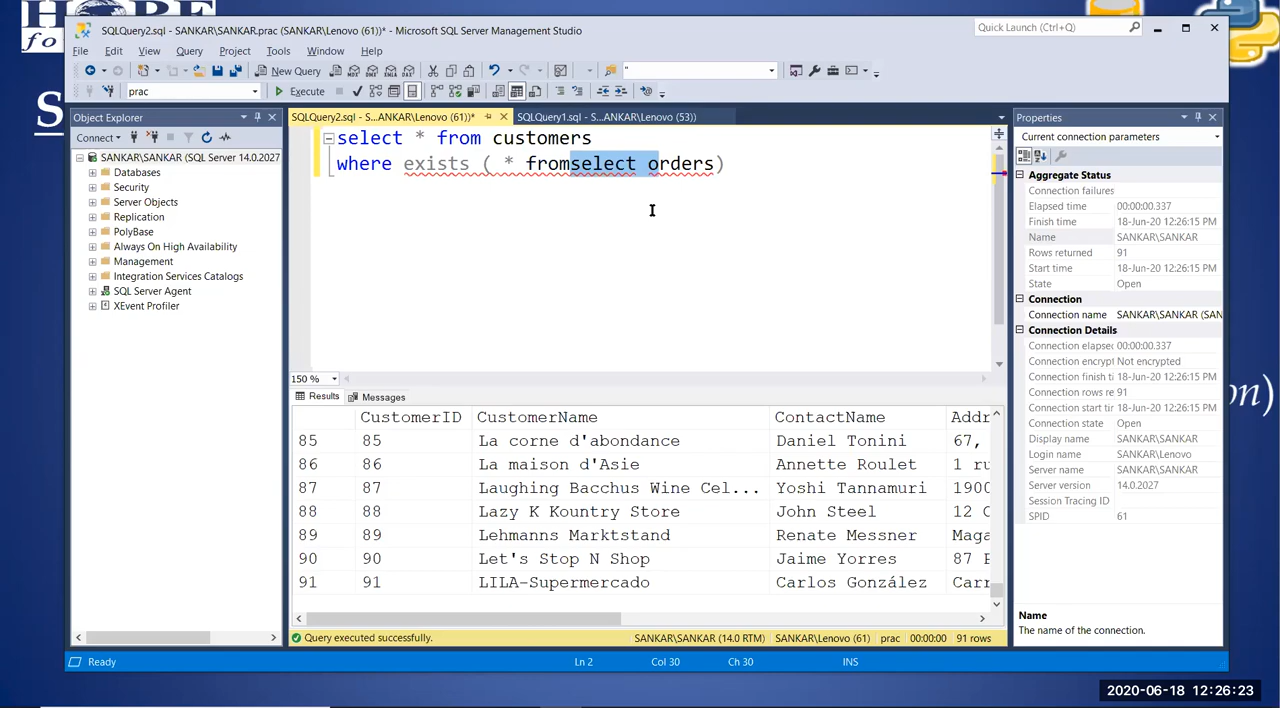 HOPE
fo
S
on)
SQLQuery2.sql - SANKAR\SANKAR.prac (SANKAR\Lenovo (61))* - Microsoft SQL Server Management Studio
Quick Launch (Ctrl+Q)
File Edit View Query Project Tools Window Help
New Query
MDX DMX XMLA DAX
"
prac
Execute
Object Explorer
Connect
SANKAR\SANKAR (SQL Server 14.0.2027
Databases
Security
Server Objects
Replication
PolyBase
Always On High Availability
Management
Integration Services Catalogs
SQL Server Agent
XEvent Profiler
SQLQuery2.sql - S...ANKAR\Lenovo (61))*
SQLQuery1.sql - S...ANKAR\Lenovo (53))
select * from customers
where exists ( * fromselect orders)
150 %
Results Messages
CustomerID CustomerName ContactName Addr
85 85 La corne d'abondance Daniel Tonini 67,
86 86 La maison d'Asie Annette Roulet 1 ru
87 87 Laughing Bacchus Wine Cel... Yoshi Tannamuri 1900
88 88 Lazy K Kountry Store John Steel 12 O
89 89 Lehmanns Marktstand Renate Messner Maga
90 90 Let's Stop N Shop Jaime Yorres 87 P
91 91 LILA-Supermercado Carlos González Carr
Query executed successfully.
SANKAR\SANKAR (14.0 RTM) SANKAR\Lenovo (61) prac 00:00:00 91 rows
Properties
Current connection parameters
Aggregate Status
Connection failures
Elapsed time 00:00:00.337
Finish time 18-Jun-20 12:26:15 PM
Name SANKAR\SANKAR
Rows returned 91
Start time 18-Jun-20 12:26:15 PM
State Open
Connection
Connection name SANKAR\SANKAR (SAN
Connection Details
Connection elapsed 00:00:00.337
Connection encrypt Not encrypted
Connection finish ti 18-Jun-20 12:26:15 PM
Connection rows re 91
Connection start tim 18-Jun-20 12:26:15 PM
Connection state Open
Display name SANKAR\SANKAR
Login name SANKAR\Lenovo
Server name SANKAR\SANKAR
Server version 14.0.2027
Session Tracing ID
SPID 61
Name
The name of the connection.
Ready
Ln 2 Col 30 Ch 30 INS
2020-06-18 12:26:23